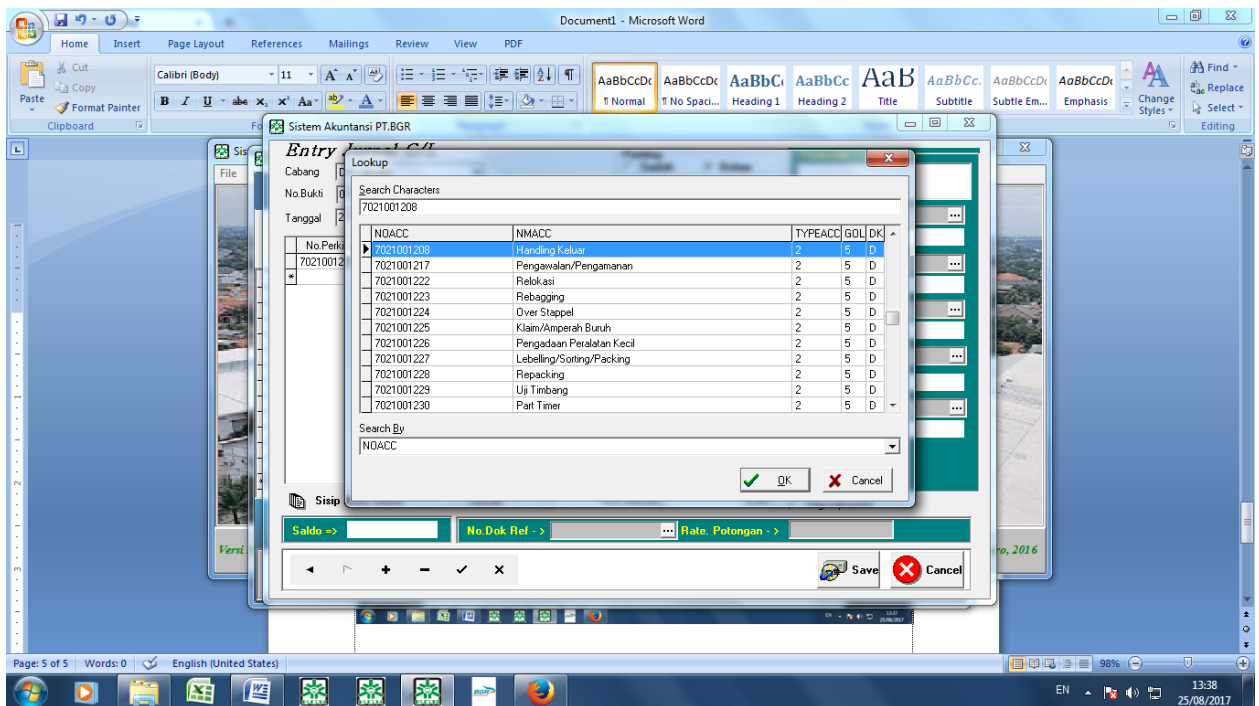 Document1 - Microsoft Word
Home Insert Page Layout References Mailings Review View PDF
Cut
Copy
Format Painter
Paste
Clipboard
Calibri (Body) 11
AaBbCcDc AaBbCcDc AaBbC AaBbCc AaB AaBbCc. AaBbCcDc AaBbCcDc
¶ Normal ¶ No Spaci... Heading 1 Heading 2 Title Subtitle Subtle Em... Emphasis
Change Styles
Find
Replace
Select
Editing
Sistem Akuntansi PT.BGR
File
Entry Jurnal G/L
Cabang
No.Bukti
Tanggal
No.Perki
70210012
Lookup
Search Characters
7021001208
NOACC NMACC TYPEACC GOL DK
7021001208 Handling Keluar 2 5 D
7021001217 Pengawalan/Pengamanan 2 5 D
7021001222 Relokasi 2 5 D
7021001223 Rebagging 2 5 D
7021001224 Over Stappel 2 5 D
7021001225 Klaim/Amperah Buruh 2 5 D
7021001226 Pengadaan Peralatan Kecil 2 5 D
7021001227 Lebelling/Sorting/Packing 2 5 D
7021001228 Repacking 2 5 D
7021001229 Uji Timbang 2 5 D
7021001230 Part Timer 2 5 D
Search By
NOACC
OK Cancel
Sisip
Saldo => No.Dok Ref - > Rate. Potongan - >
Versi
ro, 2016
Save Cancel
13:37
25/08/2017
Page: 5 of 5 Words: 0 English (United States) 98%
EN 13:38
25/08/2017